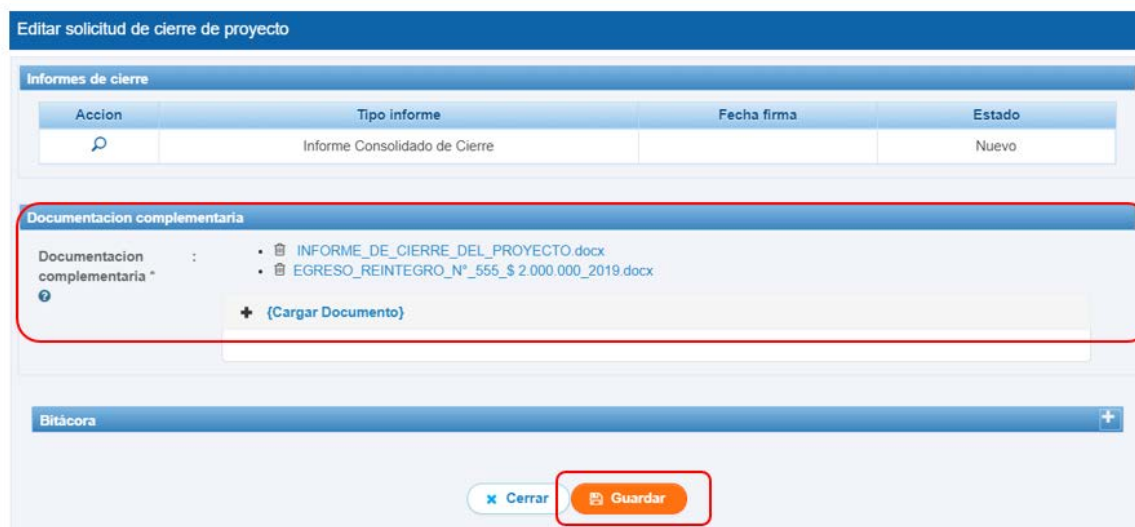 Editar solicitud de cierre de proyecto
Informes de cierre
Accion Tipo informe Fecha firma Estado
Informe Consolidado de Cierre Nuevo
Documentacion complementaria
Documentacion complementaria * :
INFORME_DE_CIERRE_DEL_PROYECTO.docx
EGRESO_REINTEGRO_N°_555_$ 2.000.000_2019.docx
{Cargar Documento}
Bitácora
Cerrar Guardar